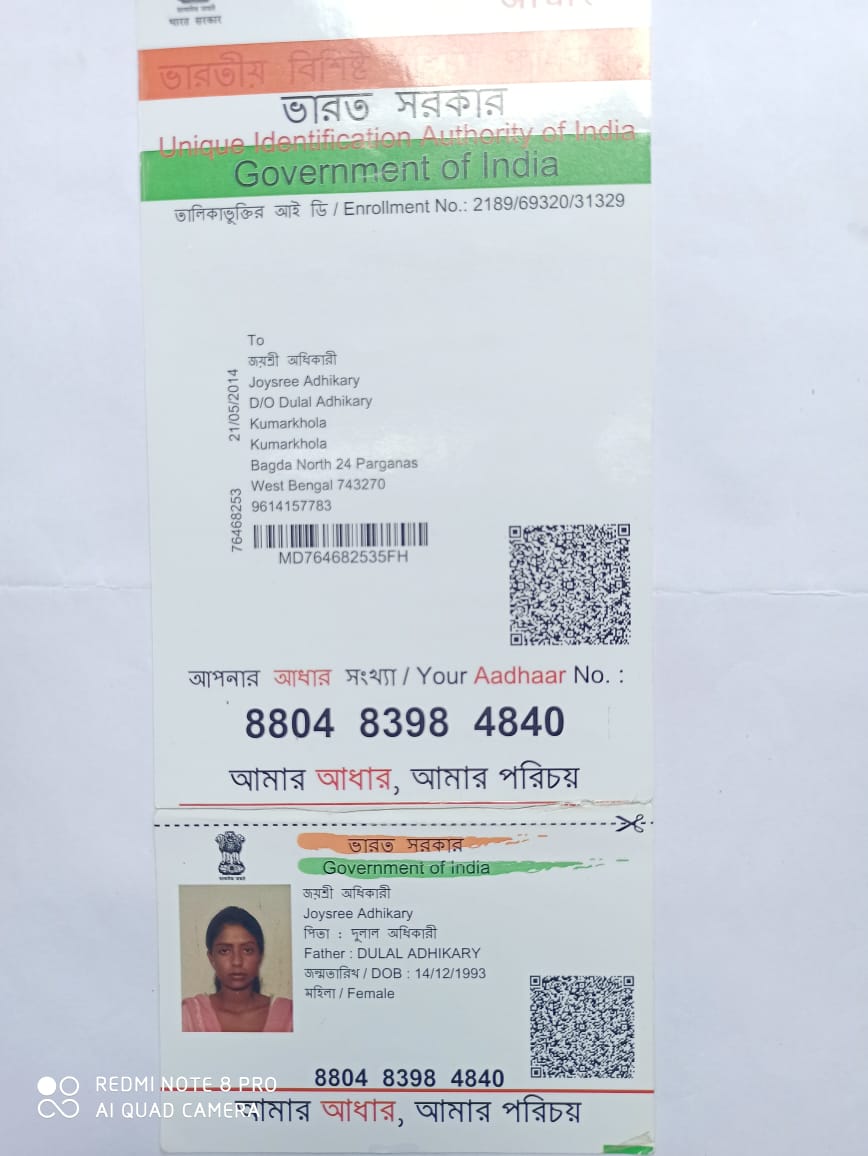 भारत सरकार
ভারতীয় বিশিষ্ট
ভারত সরকার
Unique Identification Authority of India
Government of India
তালিকাভুক্তির আই ডি / Enrollment No.: 2189/69320/31329
To
জয়শ্রী অধিকারী
Joysree Adhikary
D/O Dulal Adhikary
Kumarkhola
Kumarkhola
Bagda North 24 Parganas
West Bengal 743270
9614157783
21/05/2014
76468253
MD764682535FH
আপনার আধার সংখ্যা / Your Aadhaar No. :
8804 8398 4840
আমার আধার, আমার পরিচয়
ভারত সরকার
Government of India
জয়শ্রী অধিকারী
Joysree Adhikary
পিতা : দুলাল অধিকারী
Father : DULAL ADHIKARY
জন্মতারিখ / DOB : 14/12/1993
মহিলা / Female
8804 8398 4840
আমার আধার, আমার পরিচয়
REDMI NOTE 8 PRO
AI QUAD CAMERA